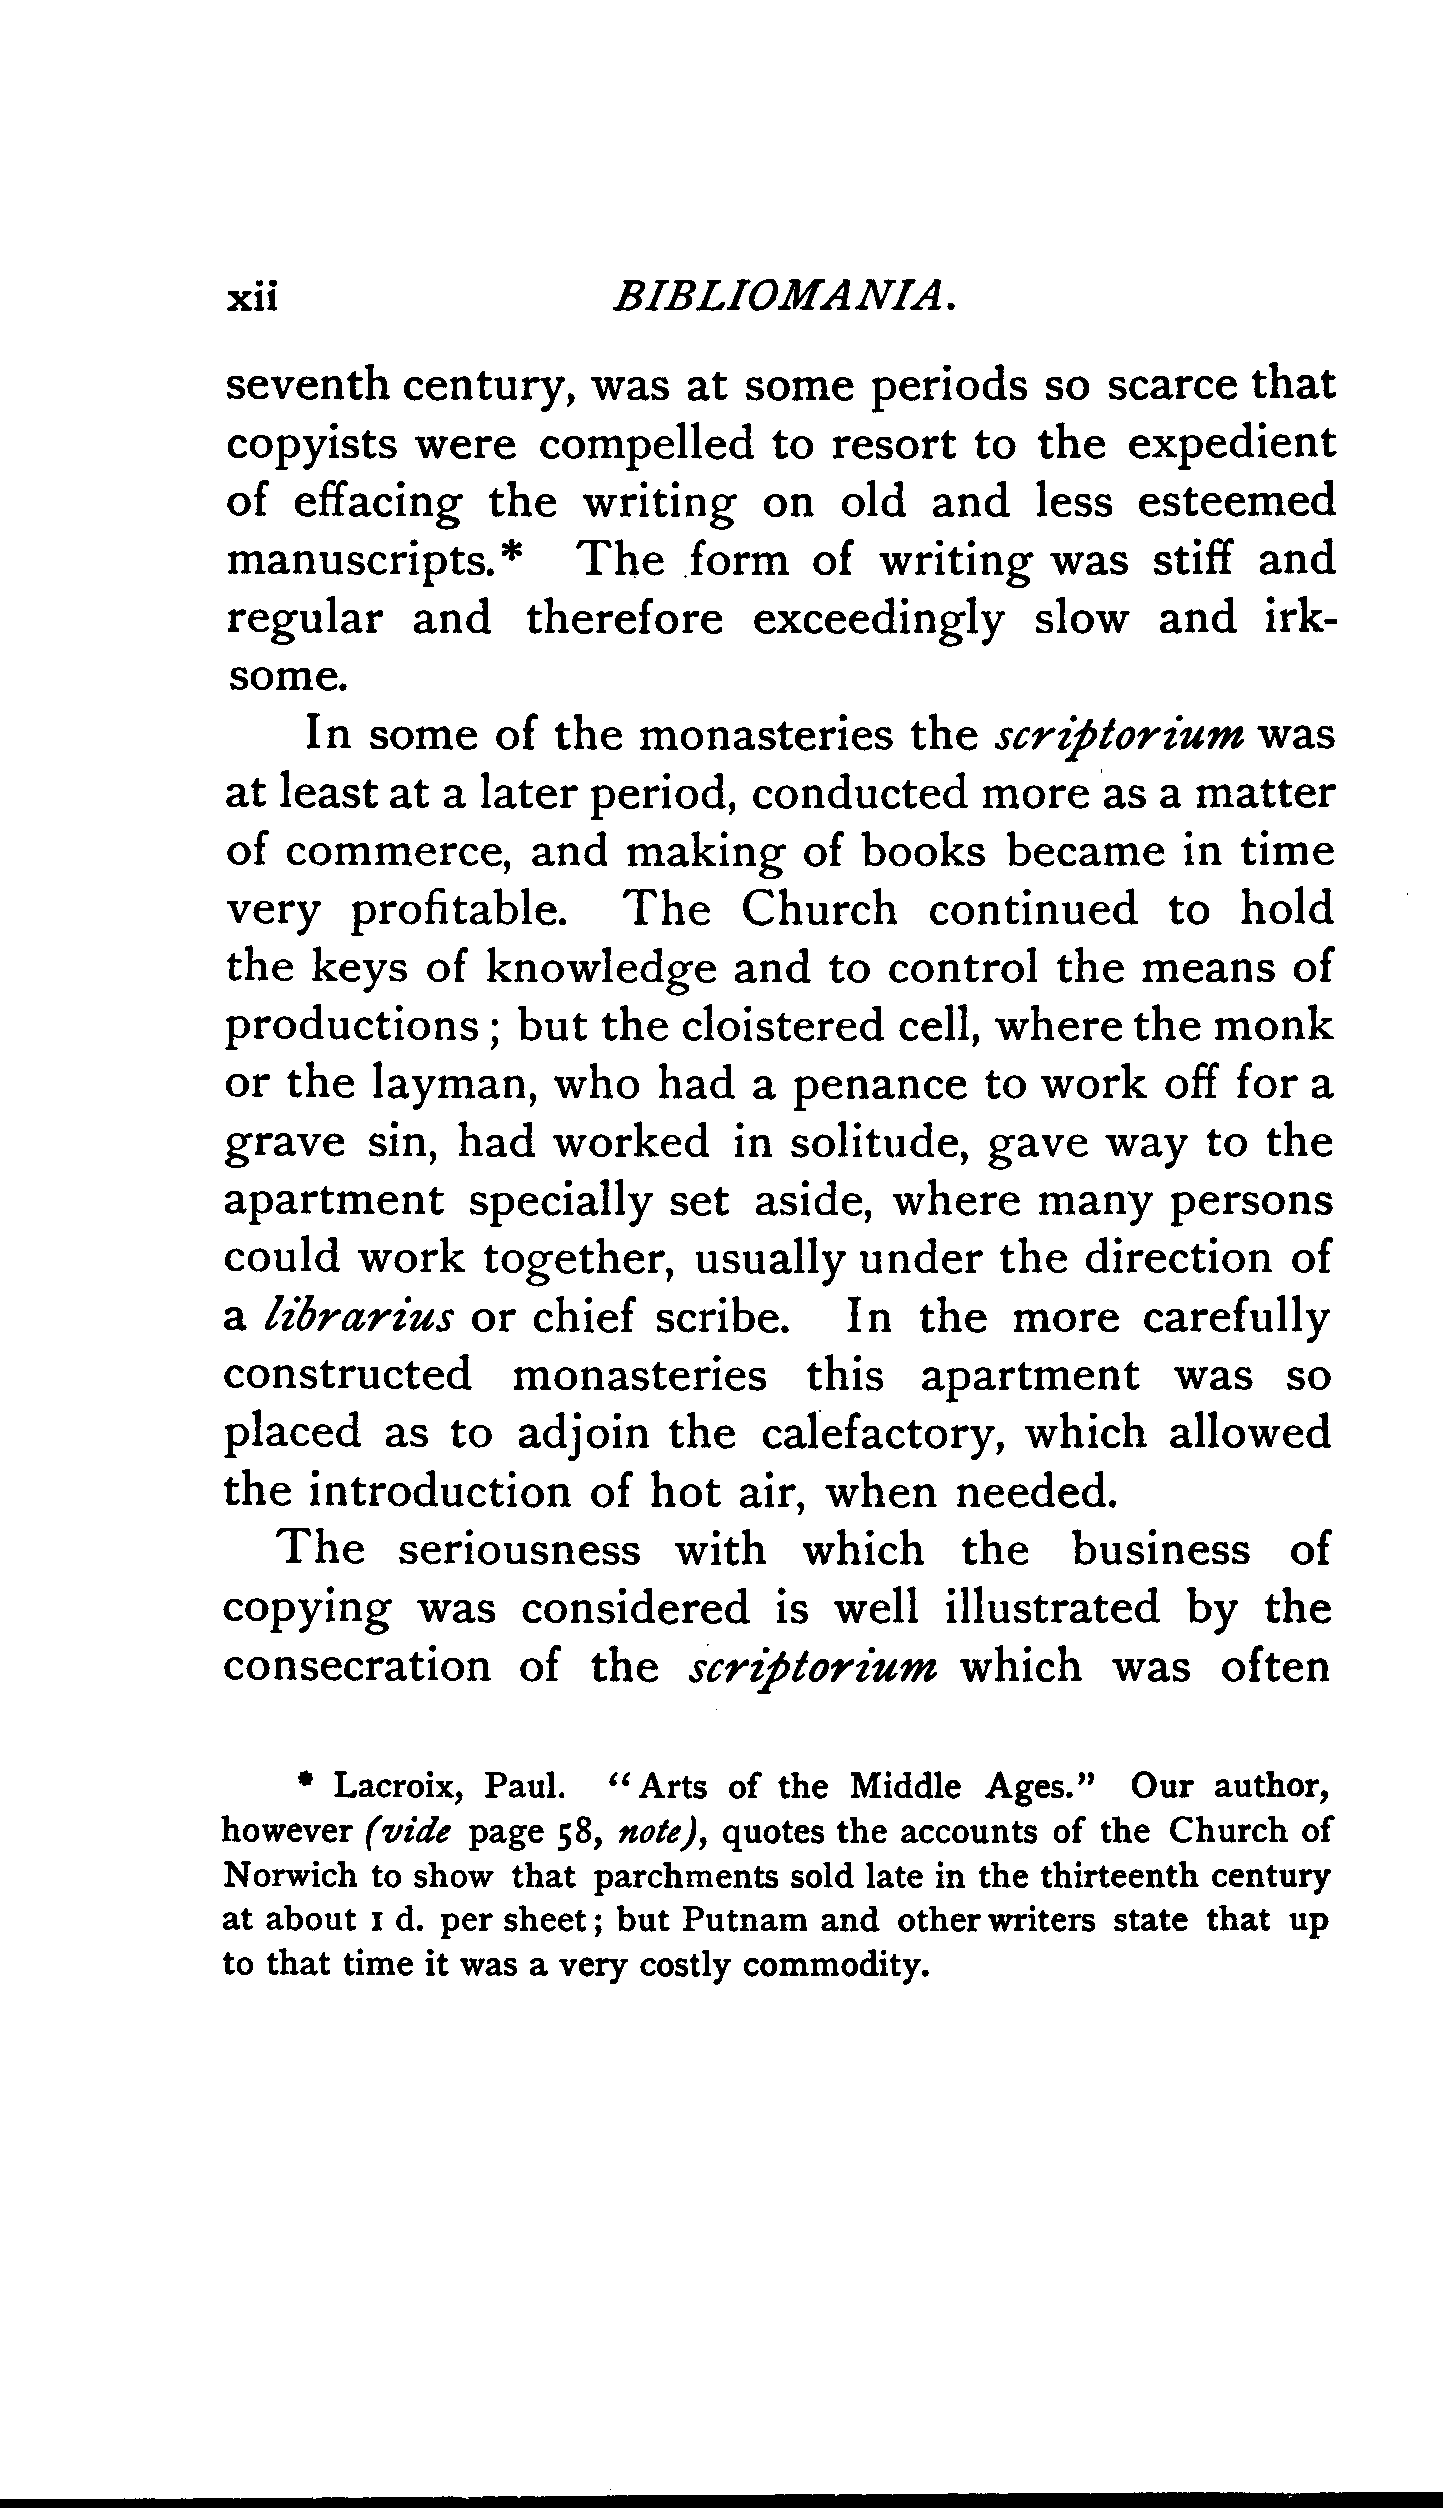 xii BIBLIOMANIA.
seventh century, was at some periods so scarce that
copyists were compelled to resort to the expedient
of effacing the writing on old and less esteemed
manuscripts.* The form of writing was stiff and
regular and therefore exceedingly slow and irk-
some.
In some of the monasteries the scriptorium was
at least at a later period, conducted more as a matter
of commerce, and making of books became in time
very profitable. The Church continued to hold
the keys of knowledge and to control the means of
productions ; but the cloistered cell, where the monk
or the layman, who had a penance to work off for a
grave sin, had worked in solitude, gave way to the
apartment specially set aside, where many persons
could work together, usually under the direction of
a librarius or chief scribe. In the more carefully
constructed monasteries this apartment was so
placed as to adjoin the calefactory, which allowed
the introduction of hot air, when needed.
The seriousness with which the business of
copying was considered is well illustrated by the
consecration of the scriptorium which was often
* Lacroix, Paul. “Arts of the Middle Ages.” Our author,
however (vide page 58, note), quotes the accounts of the Church of
Norwich to show that parchments sold late in the thirteenth century
at about 1 d. per sheet; but Putnam and other writers state that up
to that time it was a very costly commodity.